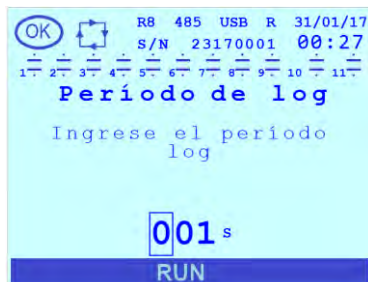 OK R8 485 USB R 31/01/17
S/N 23170001 00:27
1 2 3 4 5 6 7 8 9 10 11
Período de log
Ingrese el período
log
001 s
RUN